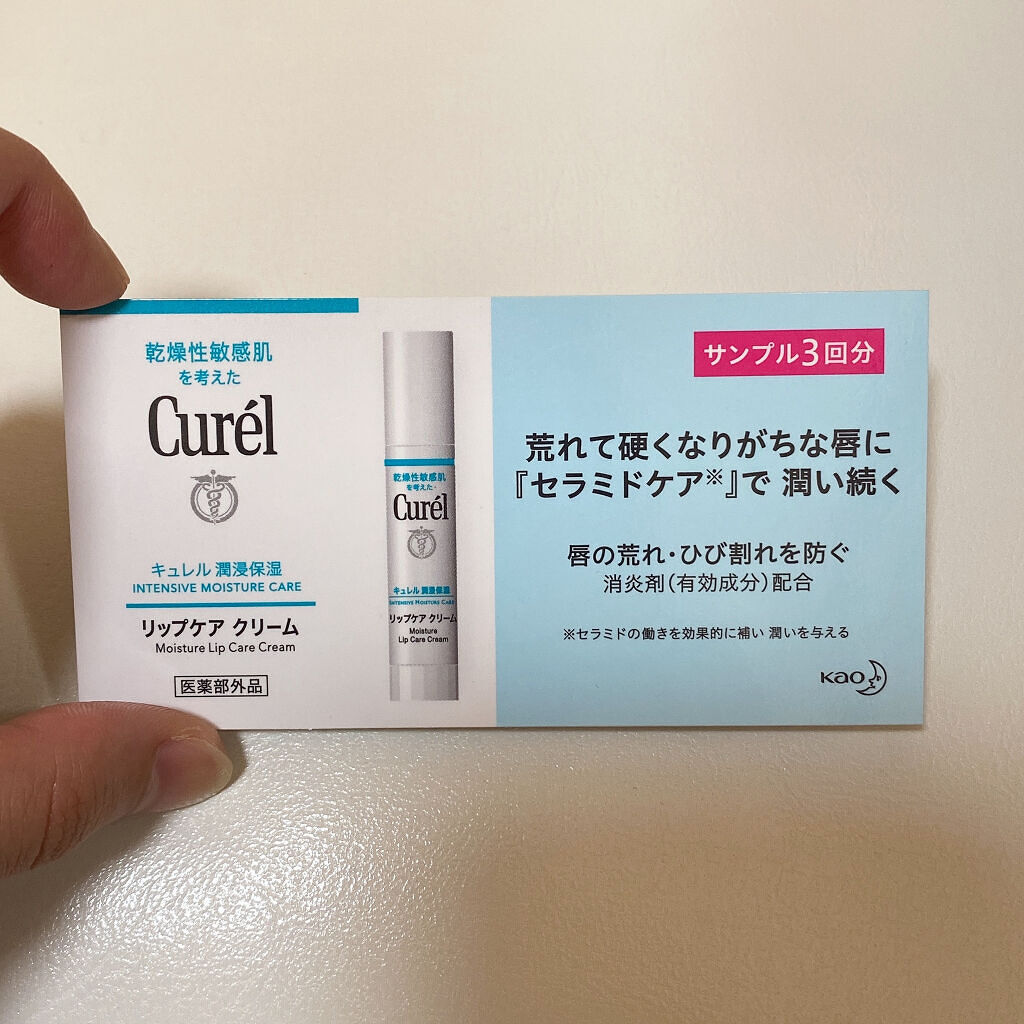 乾燥性敏感肌
を考えた
Curél
キュレル 潤浸保湿
INTENSIVE MOISTURE CARE
リップケア クリーム
Moisture Lip Care Cream
医薬部外品
乾燥性敏感肌
を考えた
Curél
キュレル 潤浸保湿
INTENSIVE MOISTURE CARE
リップケア クリーム
Moisture
Lip Care Cream
サンプル3回分
荒れて硬くなりがちな唇に
『セラミドケア※』で 潤い続く
唇の荒れ・ひび割れを防ぐ
消炎剤(有効成分)配合
※セラミドの働きを効果的に補い 潤いを与える
Kao